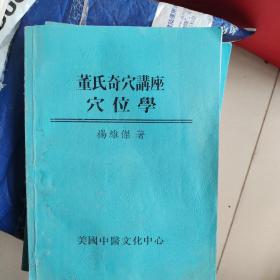 董氏奇穴講座
穴位學
楊維傑 著
美國中醫文化中心